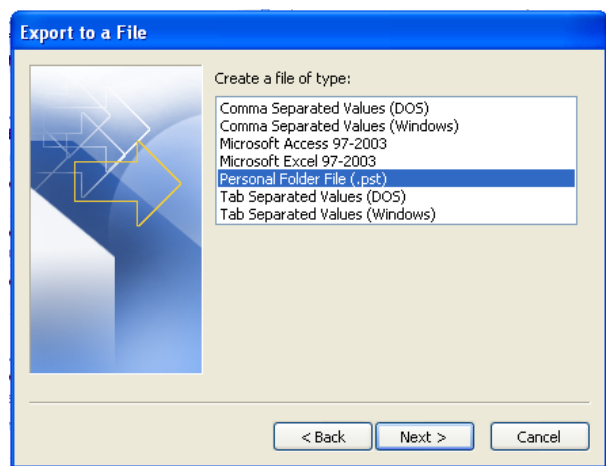 Export to a File
Create a file of type:
Comma Separated Values (DOS)
Comma Separated Values (Windows)
Microsoft Access 97-2003
Microsoft Excel 97-2003
Personal Folder File (.pst)
Tab Separated Values (DOS)
Tab Separated Values (Windows)
< Back
Next >
Cancel